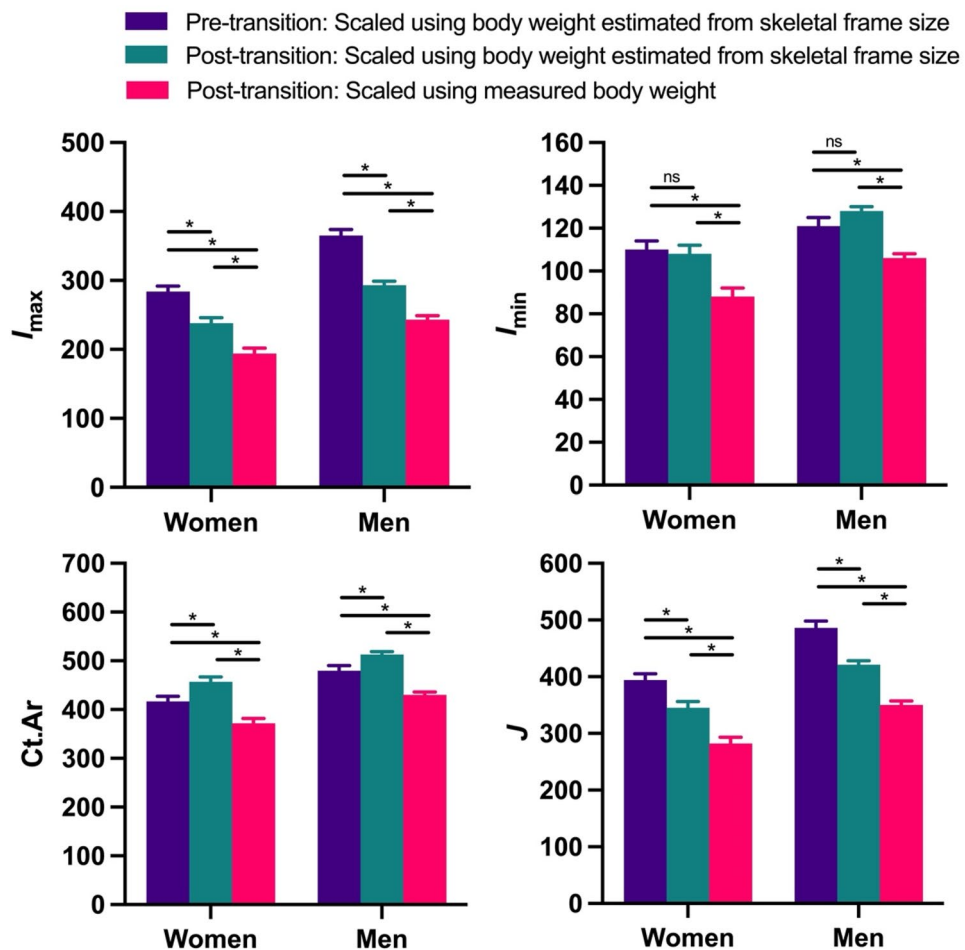 Pre-transition: Scaled using body weight estimated from skeletal frame size
Post-transition: Scaled using body weight estimated from skeletal frame size
Post-transition: Scaled using measured body weight
Imax
500
400
300
200
100
0
* * *
* * *
Women Men
Imin
160
140
120
100
80
60
40
20
0
ns * *
ns * *
Women Men
Ct.Ar
700
600
500
400
300
200
100
0
* * *
* * *
Women Men
J
600
500
400
300
200
100
0
* * *
* * *
Women Men